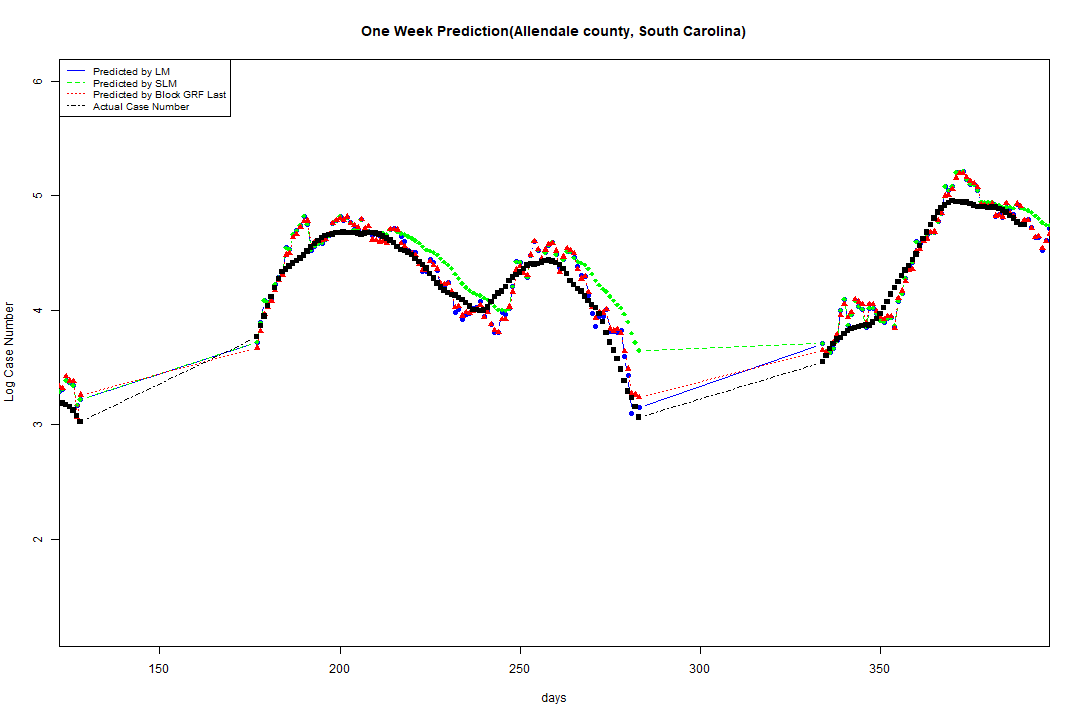 One Week Prediction(Allendale county, South Carolina)
Predicted by LM
Predicted by SLM
Predicted by Block GRF Last
Actual Case Number
6
5
4
3
2
Log Case Number
150 200 250 300 350
days